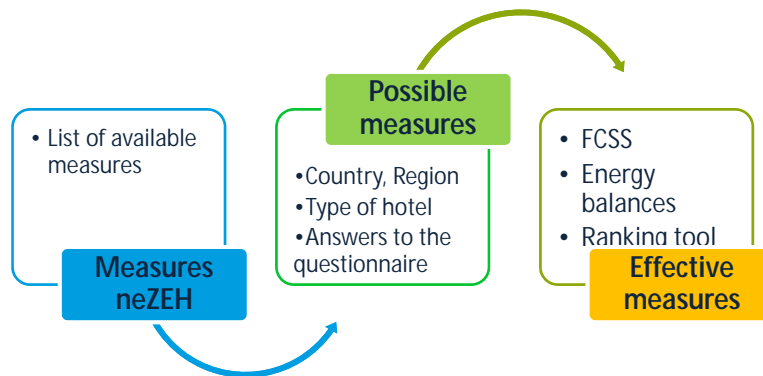 • List of available
measures
Measures
neZEH
Possible
measures
•Country, Region
•Type of hotel
•Answers to the
questionnaire
• FCSS
• Energy
balances
• Ranking tool
Effective
measures